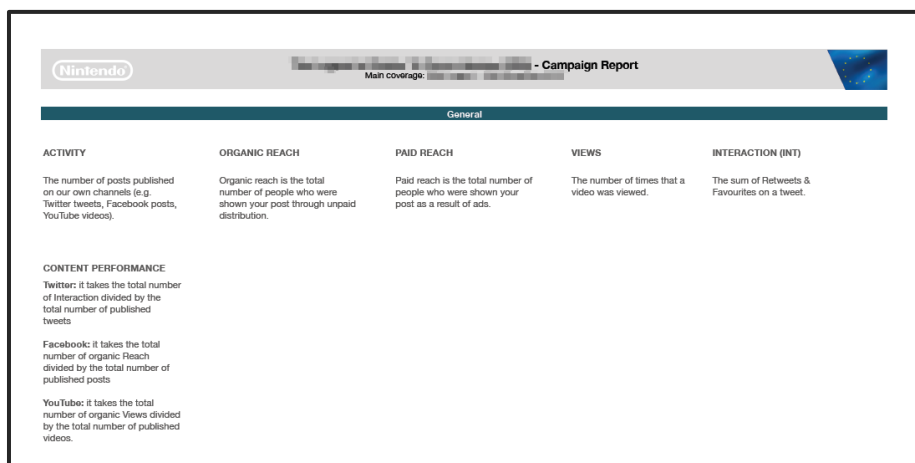 Nintendo
- Campaign Report
Main coverage:
General
ACTIVITY
The number of posts published
on our own channels (e.g.
Twitter tweets, Facebook posts,
YouTube videos).
ORGANIC REACH
Organic reach is the total
number of people who were
shown your post through unpaid
distribution.
PAID REACH
Paid reach is the total number of
people who were shown your
post as a result of ads.
VIEWS
The number of times that a
video was viewed.
INTERACTION (INT)
The sum of Retweets &
Favourites on a tweet.
CONTENT PERFORMANCE
Twitter: it takes the total number
of Interaction divided by the
total number of published
tweets
Facebook: it takes the total
number of organic Reach
divided by the total number of
published posts
YouTube: it takes the total
number of organic Views divided
by the total number of published
videos.